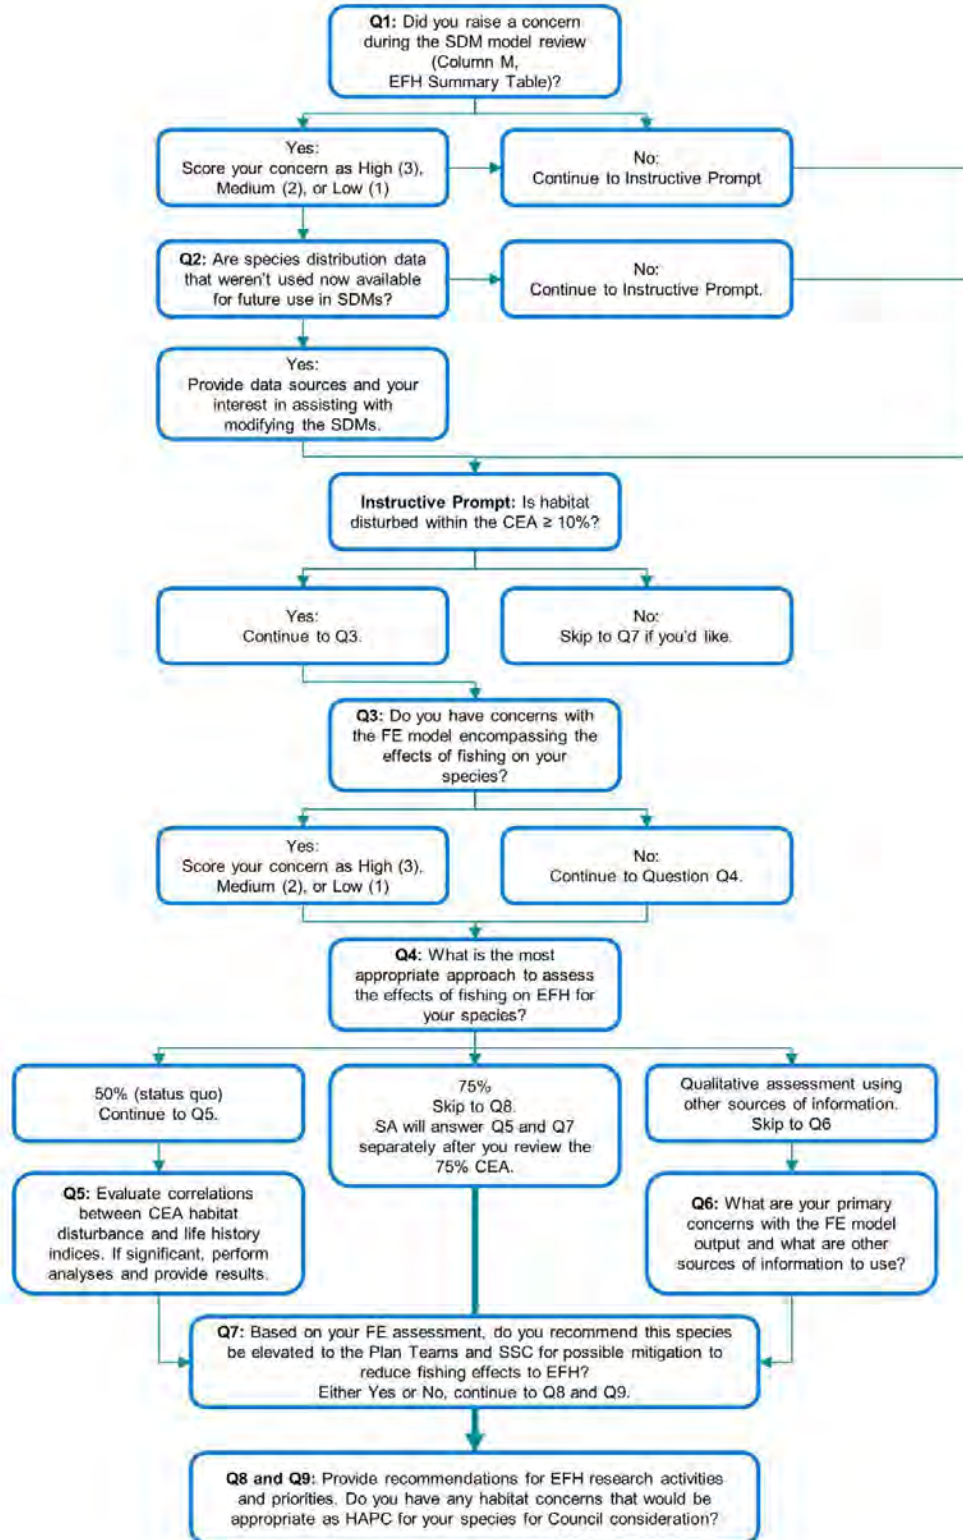 Q1: Did you raise a concern
during the SDM model review
(Column M,
EFH Summary Table)?
Yes:
Score your concern as High (3),
Medium (2), or Low (1)
No:
Continue to Instructive Prompt
Q2: Are species distribution data
that weren't used now available
for future use in SDMs?
No:
Continue to Instructive Prompt.
Yes:
Provide data sources and your
interest in assisting with
modifying the SDMs.
Instructive Prompt: Is habitat
disturbed within the CEA ≥ 10%?
Yes:
Continue to Q3.
No:
Skip to Q7 if you'd like.
Q3: Do you have concerns with
the FE model encompassing the
effects of fishing on your
species?
Yes:
Score your concern as High (3),
Medium (2), or Low (1)
No:
Continue to Question Q4.
Q4: What is the most
appropriate approach to assess
the effects of fishing on EFH for
your species?
50% (status quo)
Continue to Q5.
75%
Skip to Q8.
SA will answer Q5 and Q7
separately after you review the
75% CEA.
Qualitative assessment using
other sources of information.
Skip to Q6
Q5: Evaluate correlations
between CEA habitat
disturbance and life history
indices. If significant, perform
analyses and provide results.
Q6: What are your primary
concerns with the FE model
output and what are other
sources of information to use?
Q7: Based on your FE assessment, do you recommend this species
be elevated to the Plan Teams and SSC for possible mitigation to
reduce fishing effects to EFH?
Either Yes or No, continue to Q8 and Q9.
Q8 and Q9: Provide recommendations for EFH research activities
and priorities. Do you have any habitat concerns that would be
appropriate as HAPC for your species for Council consideration?